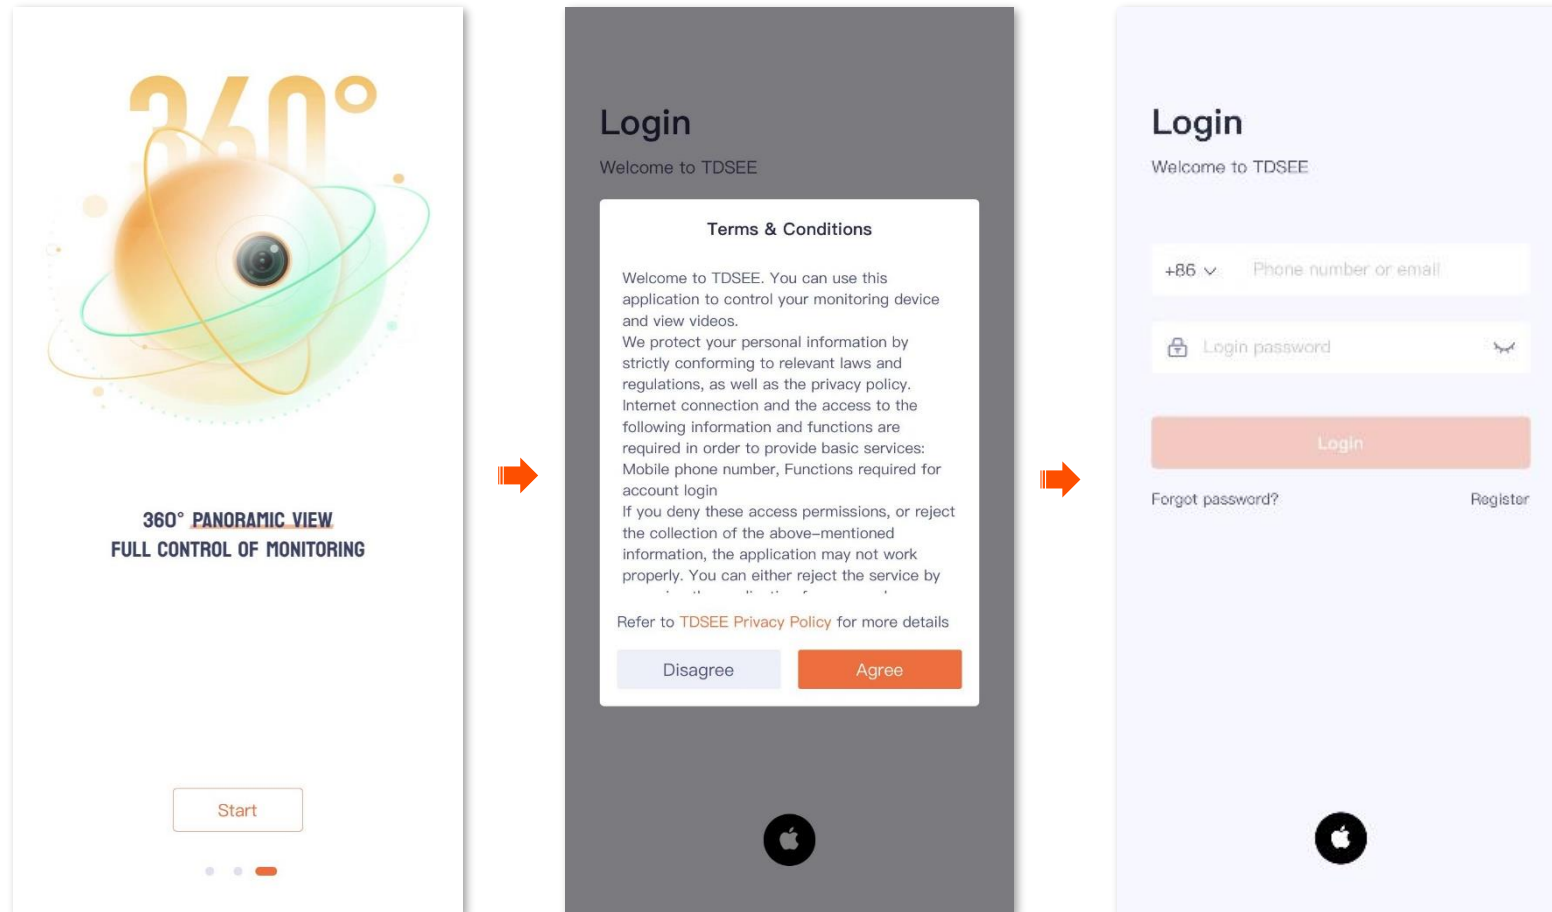 360°
360° PANORAMIC VIEW
FULL CONTROL OF MONITORING
Start
Login
Welcome to TDSEE
Terms & Conditions
Welcome to TDSEE. You can use this
application to control your monitoring device
and view videos.
We protect your personal information by
strictly conforming to relevant laws and
regulations, as well as the privacy policy.
Internet connection and the access to the
following information and functions are
required in order to provide basic services:
Mobile phone number, Functions required for
account login
If you deny these access permissions, or reject
the collection of the above-mentioned
information, the application may not work
properly. You can either reject the service by
Refer to TDSEE Privacy Policy for more details
Disagree
Agree
Login
Welcome to TDSEE
+86
Phone number or email
Login password
Login
Forgot password?
Register